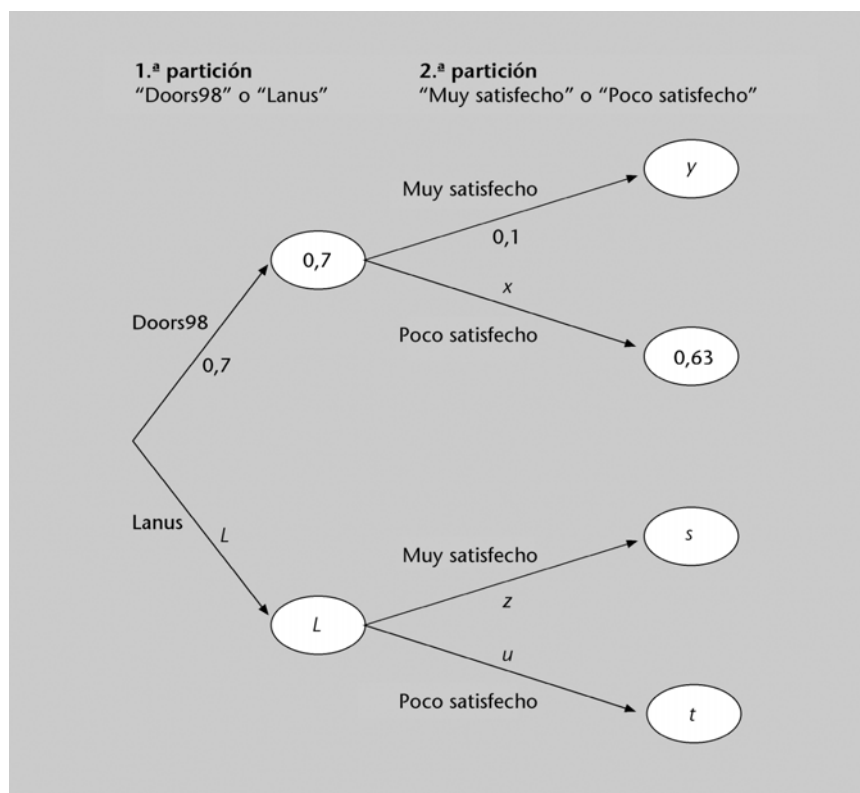 1.ª partición
“Doors98” o “Lanus”
2.ª partición
“Muy satisfecho” o “Poco satisfecho”
Muy satisfecho
y
0,1
0,7
x
Doors98
Poco satisfecho
0,63
0,7
Lanus
L
Muy satisfecho
s
z
L
u
Poco satisfecho
t